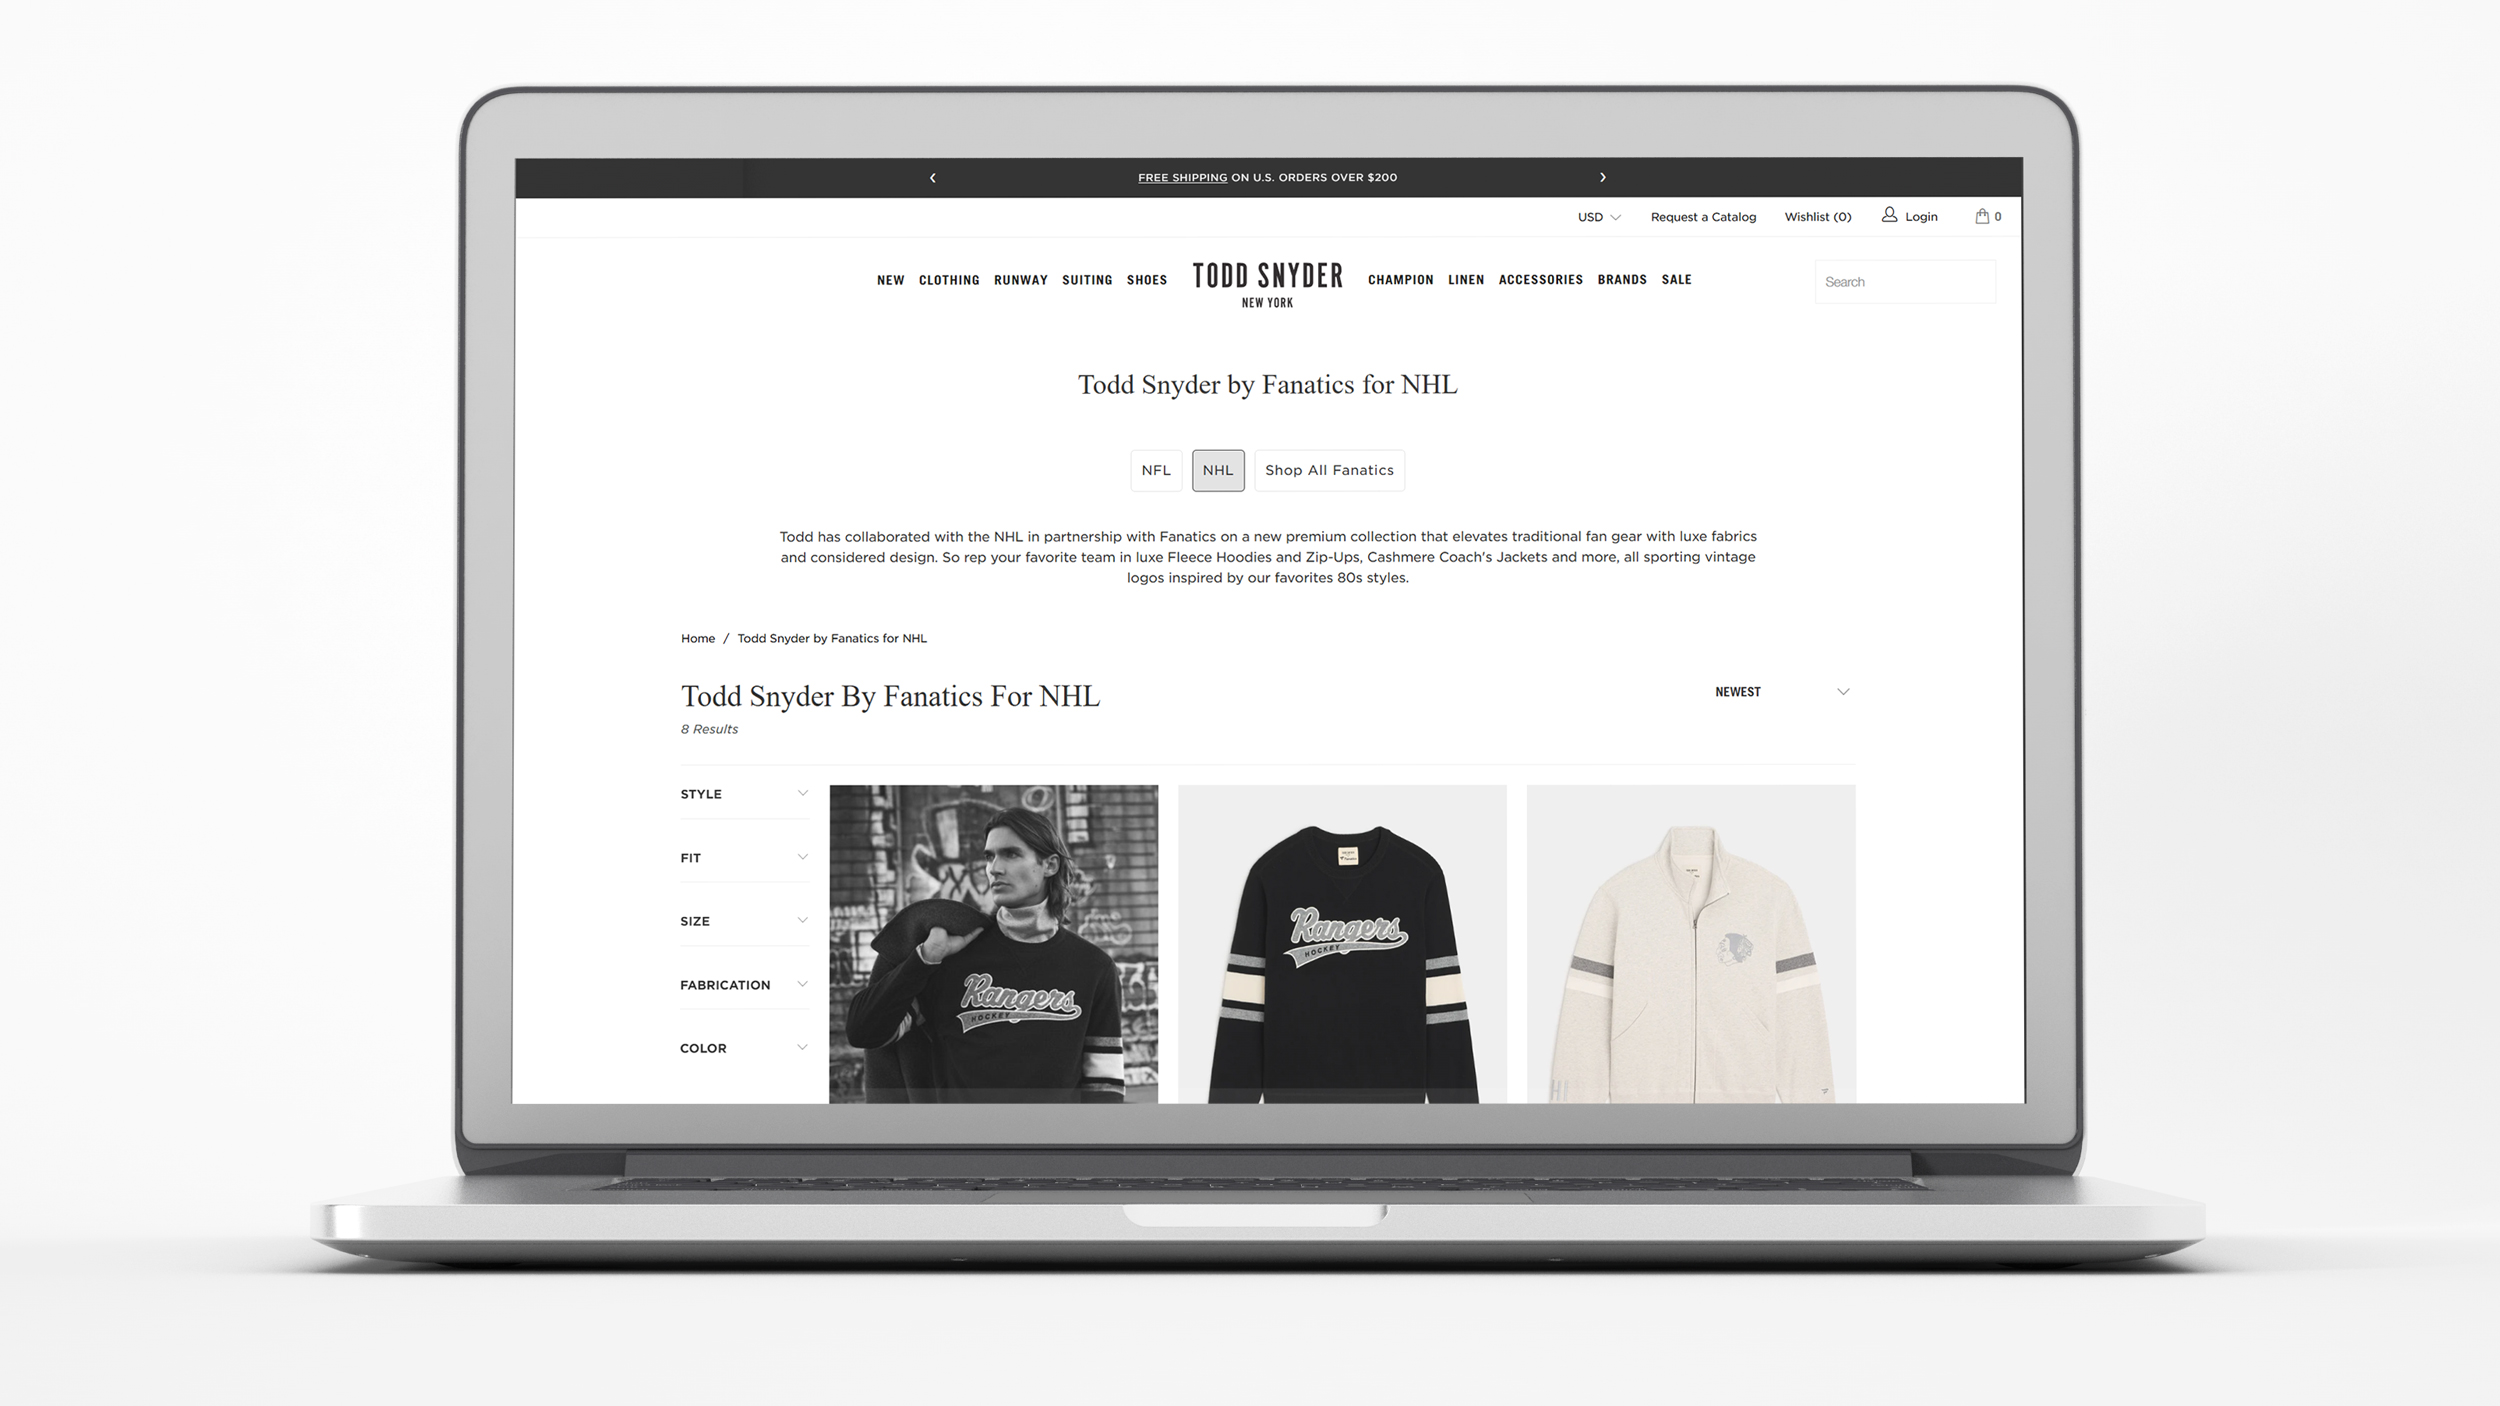 FREE SHIPPING ON U.S. ORDERS OVER $200
USD
Request a Catalog
Wishlist (0)
Login
0
NEW CLOTHING RUNWAY SUITING SHOES
TODD SNYDER
NEW YORK
CHAMPION LINEN ACCESSORIES BRANDS SALE
Search
Todd Snyder by Fanatics for NHL
NFL
NHL
Shop All Fanatics
Todd has collaborated with the NHL in partnership with Fanatics on a new premium collection that elevates traditional fan gear with luxe fabrics
and considered design. So rep your favorite team in luxe Fleece Hoodies and Zip-Ups, Cashmere Coach's Jackets and more, all sporting vintage
logos inspired by our favorites 80s styles.
Home / Todd Snyder by Fanatics for NHL
Todd Snyder By Fanatics For NHL
NEWEST
8 Results
STYLE
FIT
SIZE
FABRICATION
COLOR
Rangers
HOCKEY
Rangers
HOCKEY